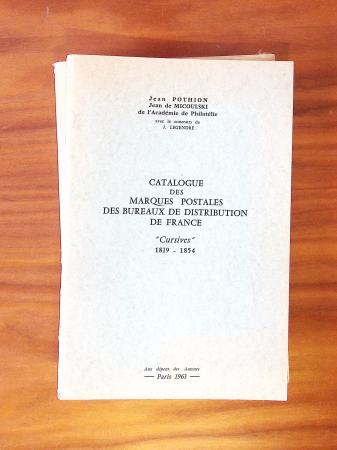 Jean POTHION
Jean de MICOULSKI
de l'Académie de Philatélie
avec le concours de
J. LEGENDRE
CATALOGUE
DES
MARQUES POSTALES
DES BUREAUX DE DISTRIBUTION
DE FRANCE
"Cursives"
1819 - 1854
Aux dépens des Auteurs
— Paris 1963 —